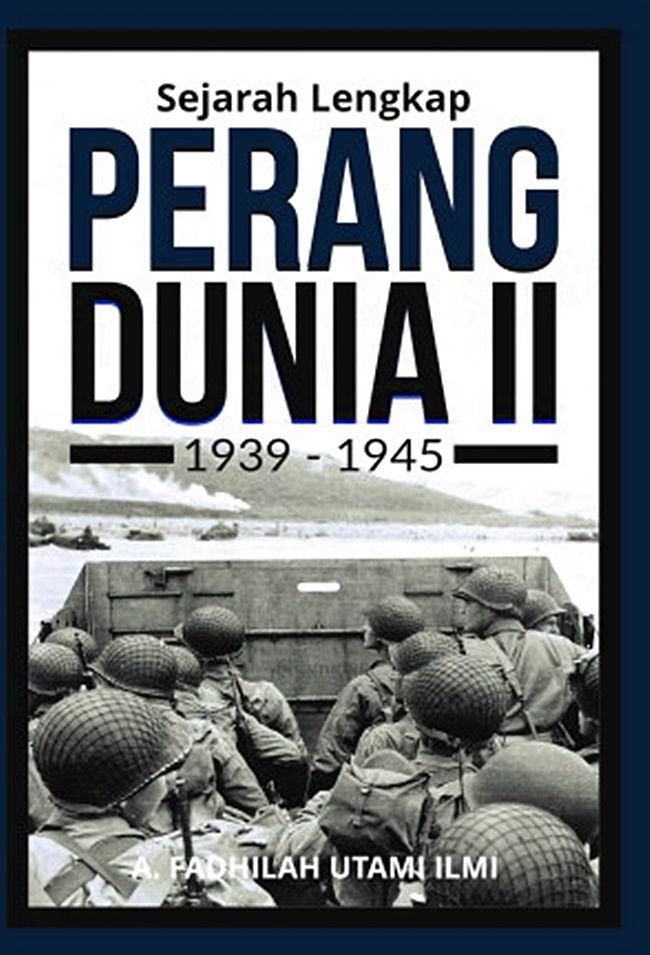 Sejarah Lengkap
PERANG
DUNIA II
1939 - 1945
A. FADHILAH UTAMI ILMI